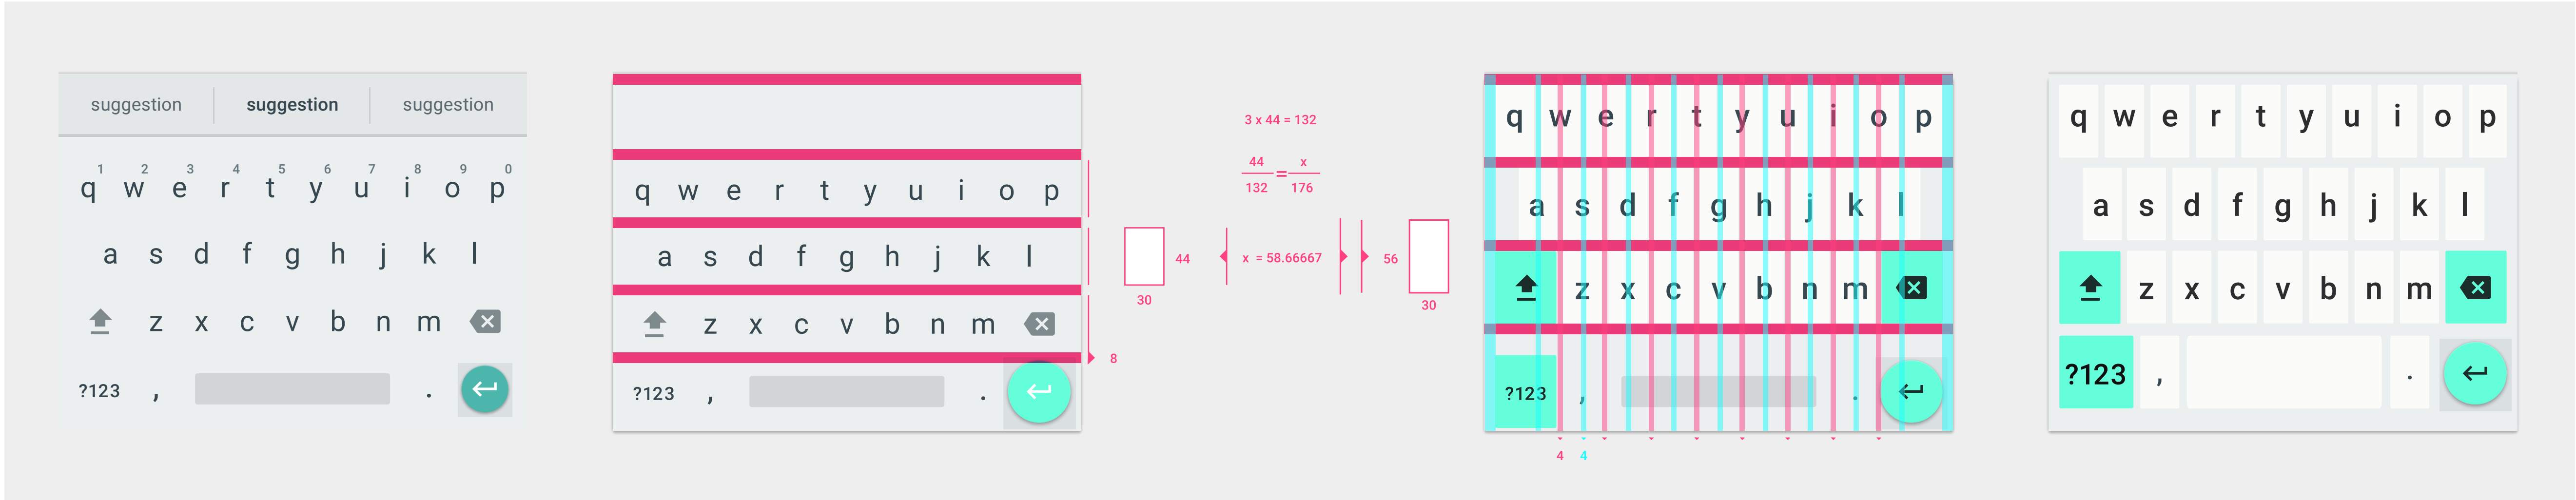 suggestion suggestion suggestion
1 2 3 4 5 6 7 8 9 0
q w e r t y u i o p
a s d f g h j k l
z x c v b n m
?123 , .
q w e r t y u i o p
a s d f g h j k l
z x c v b n m
?123 , .
8
3 x 44 = 132
44 = x
132 176
44
30
x = 58.66667
56
30
q w e r t y u i o p
a s d f g h j k l
z x c v b n m
?123 , .
4 4
q w e r t y u i o p
a s d f g h j k l
z x c v b n m
?123 , .